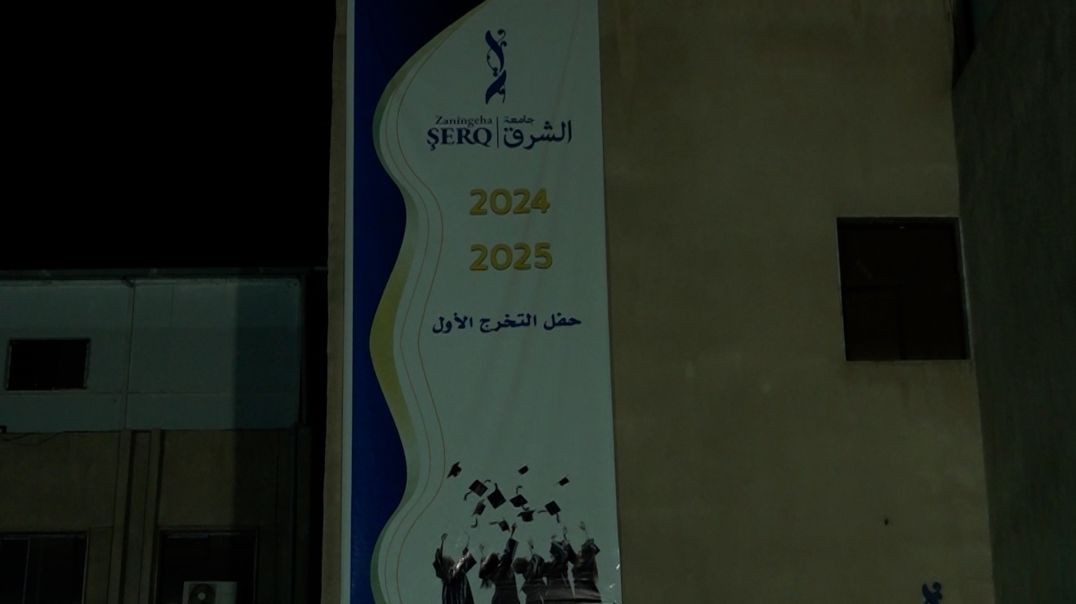 Zaningeha
ŞERQ
جامعة
الشرق
2024
2025
حفل التخرج الأول